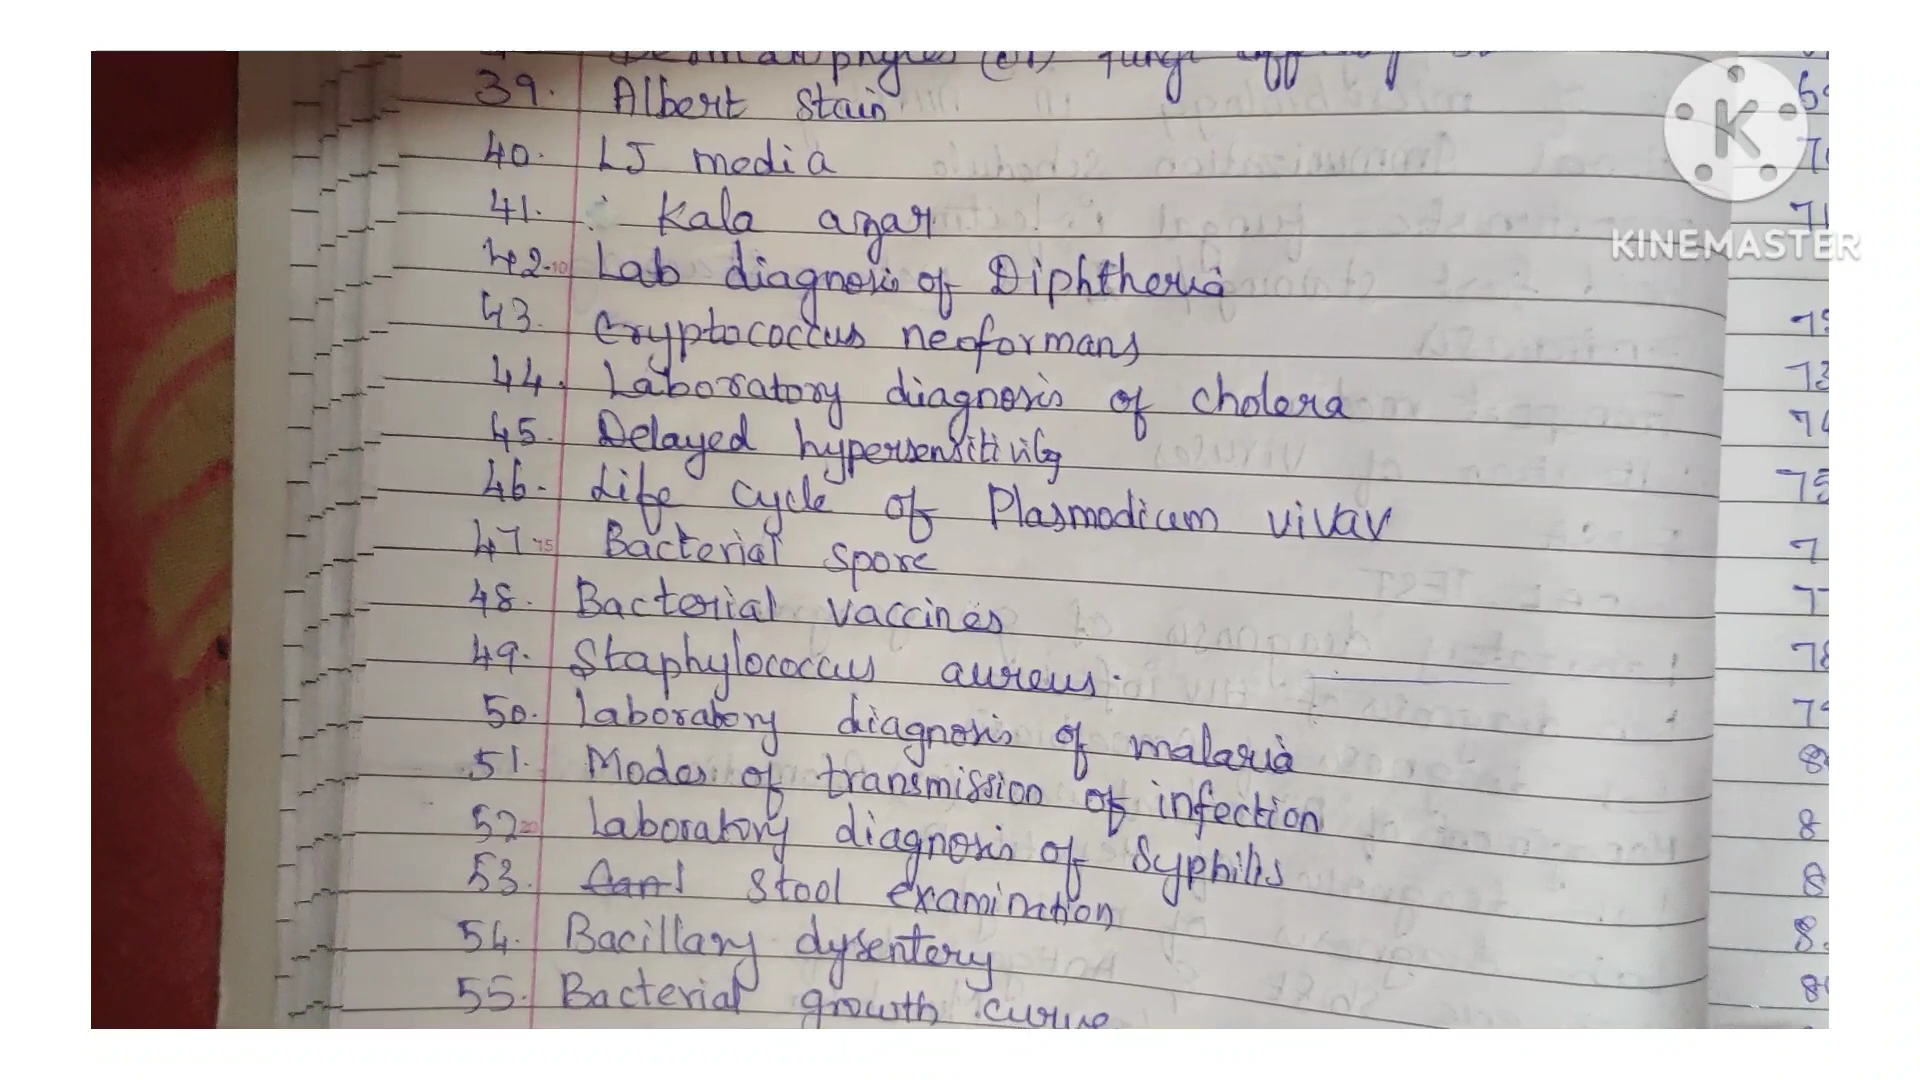 (or) fungi
39. Albert Stain
40. LJ media
41. : Kala azar
42. Lab diagnosis of Diphtheria
43. Cryptococcus neoformans
44. Laboratory diagnosis of cholera
45. Delayed hypersensitivity
46. Life cycle of Plasmodium vivav
47. Bacterial spore
48. Bacterial vaccines
49. Staphylococcus aureus.
50. Laboratory diagnosis of malaria
51. Modes of transmission of infection
52. Laboratory diagnosis of Syphilis
53. Stool examination
54. Bacillary dysentery
55. Bacterial growth curve
K
KINEMASTER